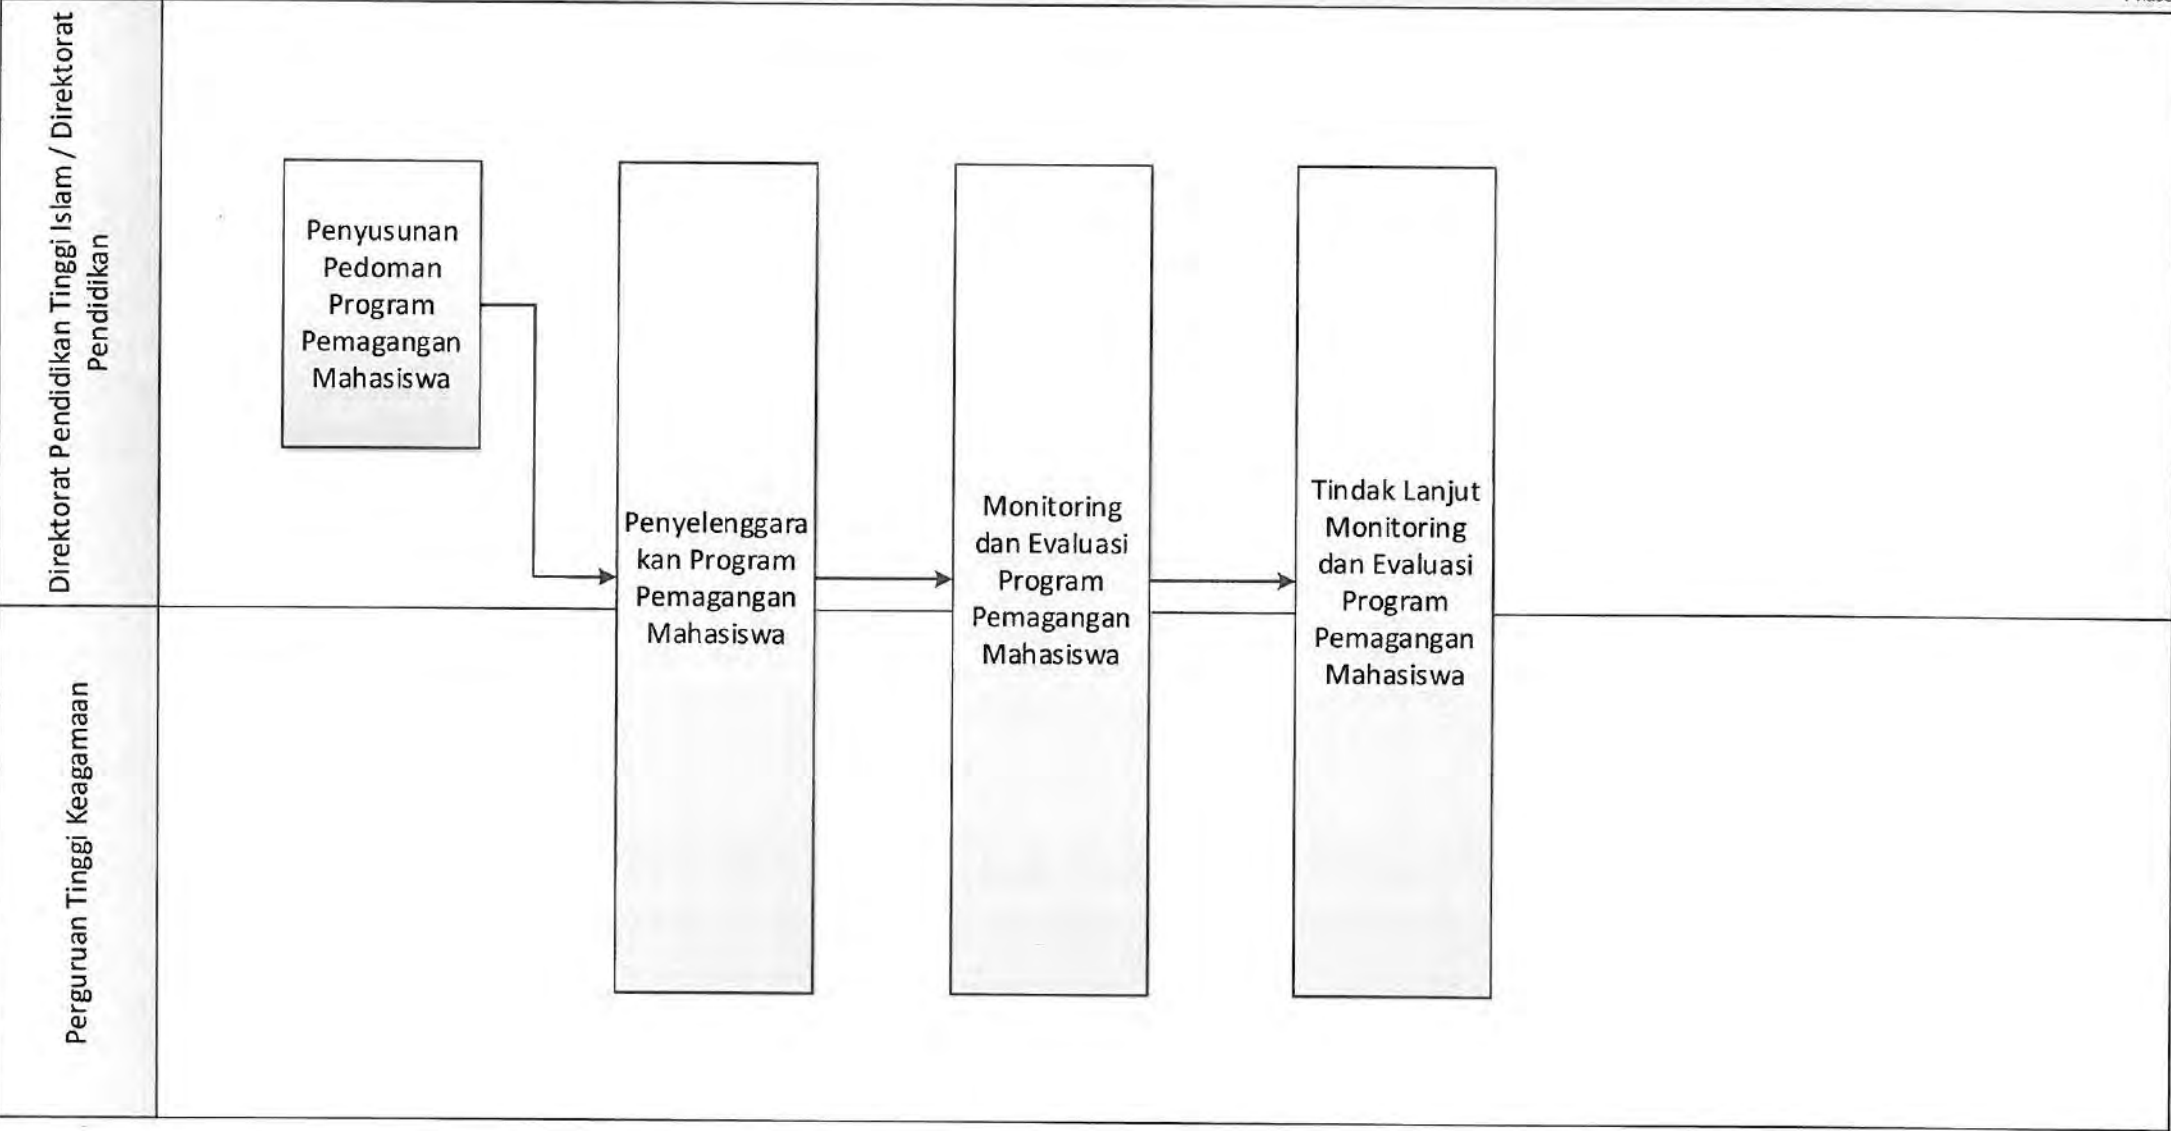 Direktorat Pendidikan Tinggi Islam / Direktorat
Pendidikan
Penyusunan
Pedoman
Program
Pemagangan
Mahasiswa
Penyelenggara
kan Program
Pemagangan
Mahasiswa
Monitoring
dan Evaluasi
Program
Pemagangan
Mahasiswa
Tindak Lanjut
Monitoring
dan Evaluasi
Program
Pemagangan
Mahasiswa
Perguruan Tinggi Keagamaan